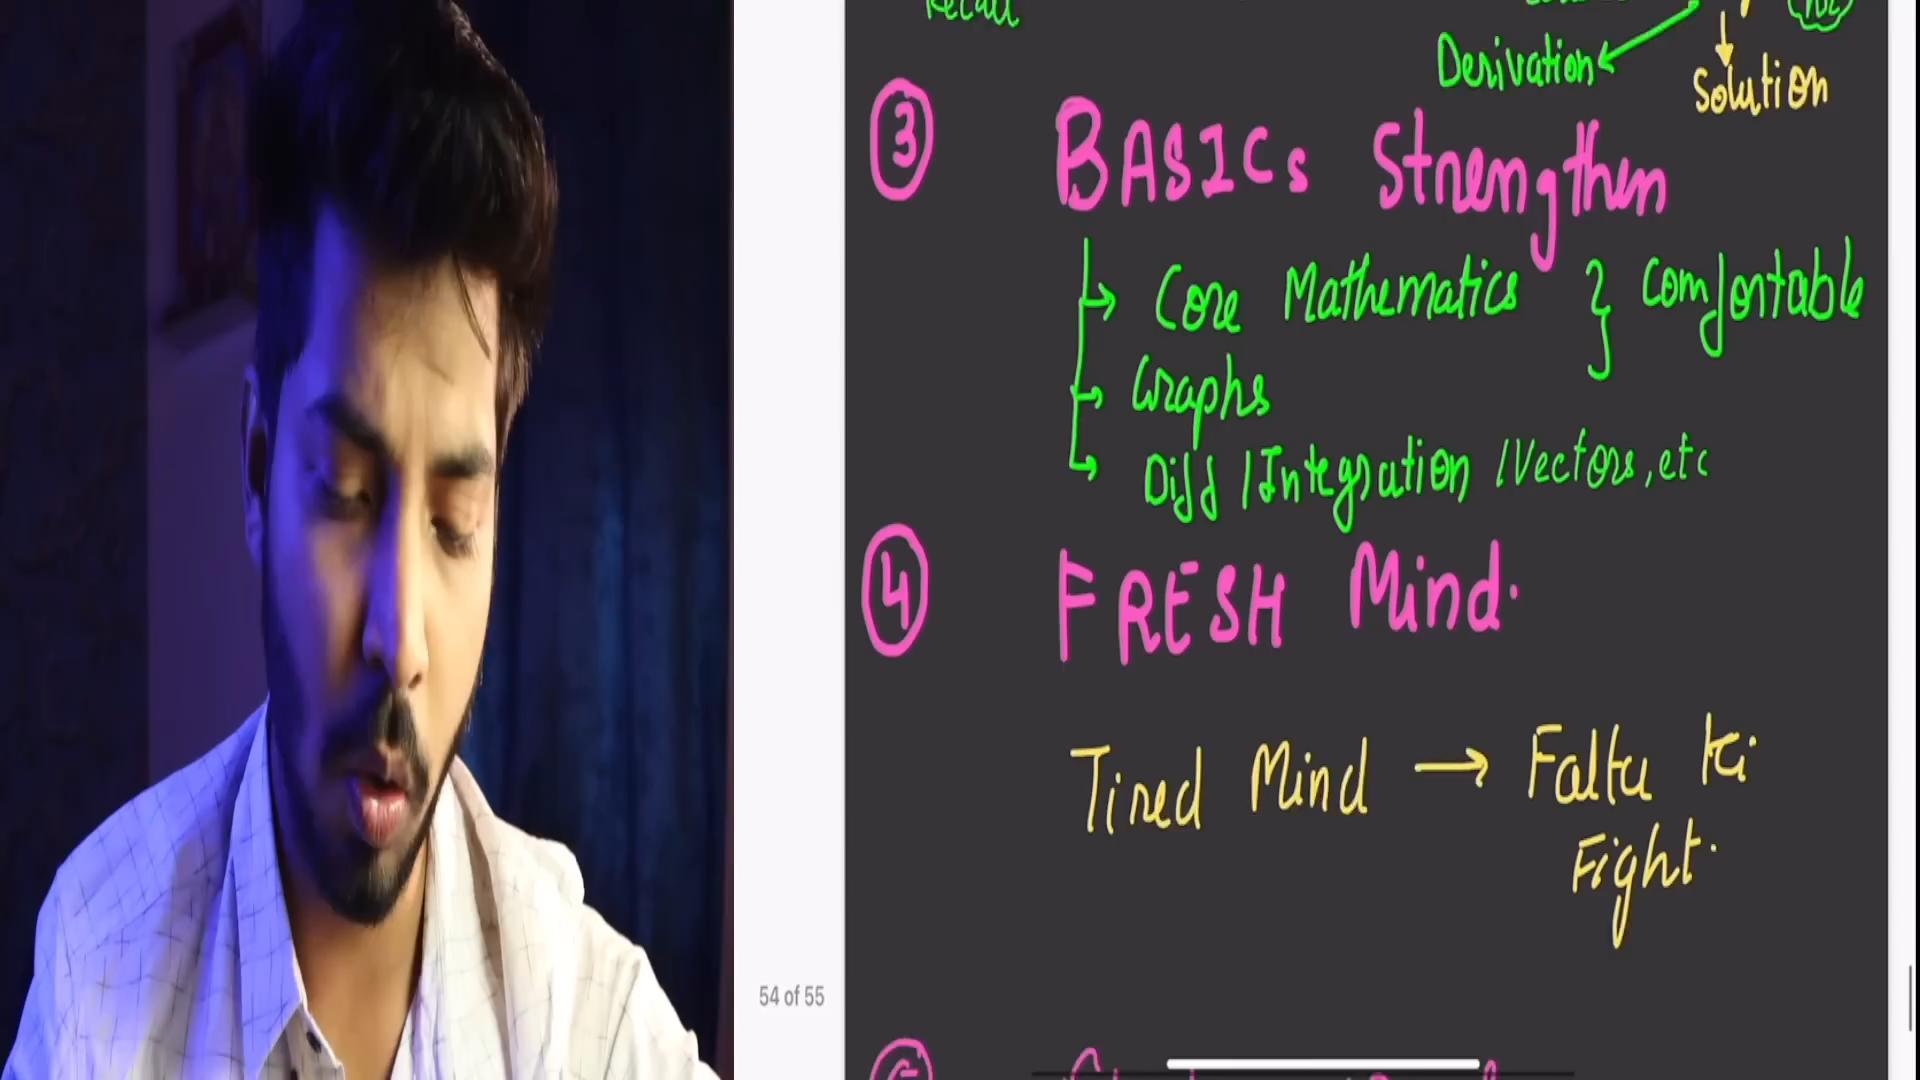 Recall
Derivation
Solution
3 BASICs Strengthen
Core Mathematics } Comfortable
Graphs
Diff / Integration / Vectors, etc
4 FRESH Mind.
Tired Mind → Faltu ki
Fight.
54 of 55